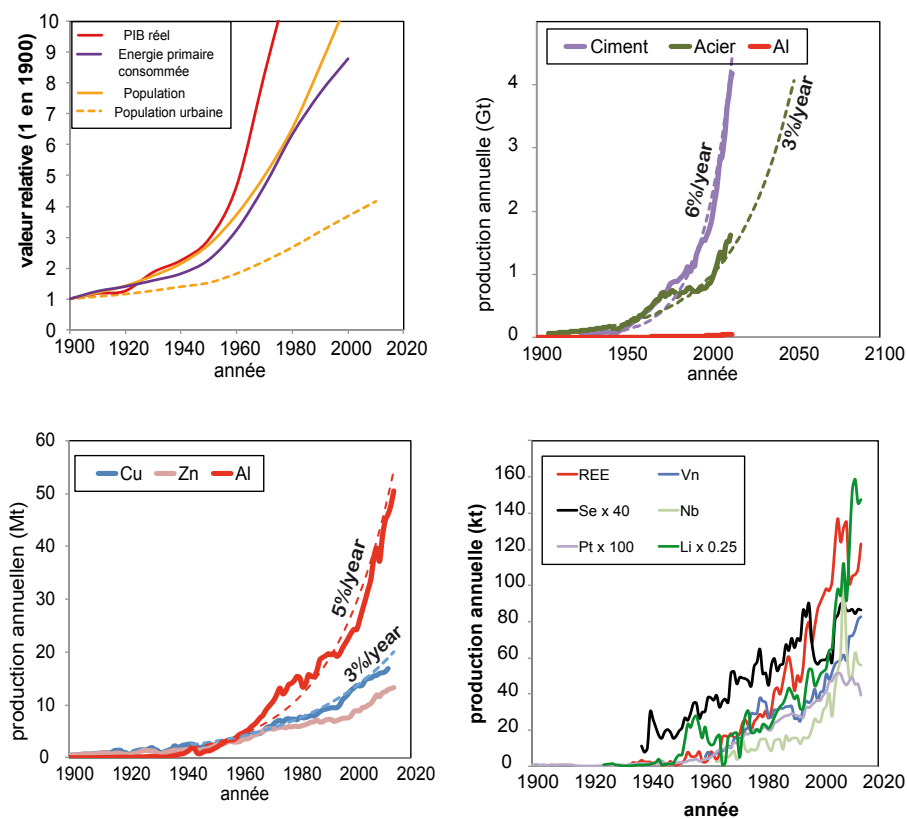 valeur relative (1 en 1900)
10
9
8
7
6
5
4
3
2
1
0
PIB réel
Energie primaire
consommée
Population
Population urbaine
1900 1920 1940 1960 1980 2000 2020
année
production annuelle (Gt)
4
2
1
0
Ciment Acier Al
6%/year
3%/year
1900 1950 2000 2050 2100
année
production annuellen (Mt)
60
50
40
30
20
10
0
Cu Zn Al
5%/year
3%/year
1900 1920 1940 1960 1980 2000 2020
année
production annuelle (kt)
160
140
120
100
80
60
40
20
0
REE Vn
Se x 40 Nb
Pt x 100 Li x 0.25
1900 1920 1940 1960 1980 2000 2020
année